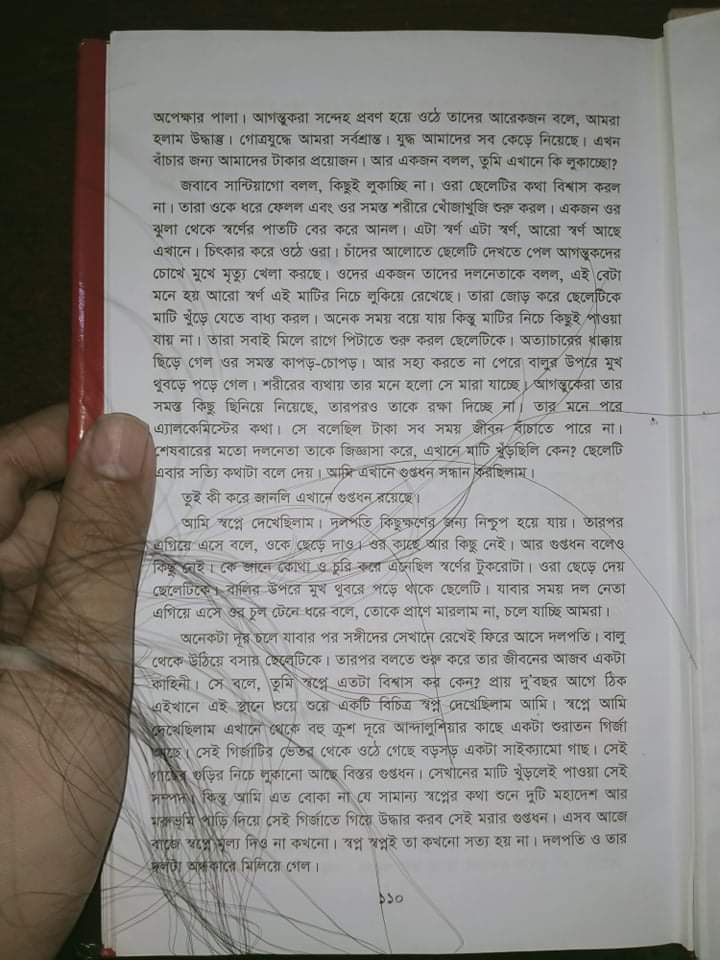 অপেক্ষার পালা। আগন্তুকরা সন্দেহ প্রবণ হয়ে ওঠে তাদের আরেকজন বলে, আমরা
হলাম উদ্ধাস্তু। গোত্রযুদ্ধে আমরা সর্বশ্রান্ত। যুদ্ধ আমাদের সব কেড়ে নিয়েছে। এখন
বাঁচার জন্য আমাদের টাকার প্রয়োজন। আর একজন বলল, তুমি এখানে কি লুকাচ্ছো?
জবাবে সান্টিয়াগো বলল, কিছুই লুকাচ্ছি না। ওরা ছেলেটির কথা বিশ্বাস করল
না। তারা ওকে ধরে ফেলল এবং ওর সমস্ত শরীরে খোঁজাখুজি শুরু করল। একজন ওর
ঝুলা থেকে স্বর্ণের পাতটি বের করে আনল। এটা স্বর্ণ এটা স্বর্ণ, আরো স্বর্ণ আছে
এখানে। চিৎকার করে ওঠে ওরা। চাঁদের আলোতে ছেলেটি দেখতে পেল আগন্তুকদের
চোখে মুখে মৃত্যু খেলা করছে। ওদের একজন তাদের দলনেতাকে বলল, এই বেটা
মনে হয় আরো স্বর্ণ এই মাটির নিচে লুকিয়ে রেখেছে। তারা জোড় করে ছেলেটিকে
মাটি খুঁড়ে যেতে বাধ্য করল। অনেক সময় বয়ে যায় কিন্তু মাটির নিচে কিছুই পাওয়া
যায় না। তারা সবাই মিলে রাগে পিটাতে শুরু করল ছেলেটিকে। অত্যাচারের ধাক্কায়
ছিড়ে গেল ওর সমস্ত কাপড়-চোপড়। আর সহ্য করতে না পেরে বালুর উপরে মুখ
থুবড়ে পড়ে গেল। শরীরের ব্যথায় তার মনে হলো সে মারা যাচ্ছে। আগন্তুকেরা তার
সমস্ত কিছু ছিনিয়ে নিয়েছে, তারপরও তাকে রক্ষা দিচ্ছে না। তার মনে পরে
এ্যালকেমিস্টের কথা। সে বলেছিল টাকা সব সময় জীবন বাঁচাতে পারে না।
শেষবারের মতো দলনেতা তাকে জিজ্ঞাসা করে, এখানে মাটি খুঁড়ছিলি কেন? ছেলেটি
এবার সত্যি কথাটা বলে দেয়। আমি এখানে গুপ্তধন সন্ধান করছিলাম।
তুই কী করে জানলি এখানে গুপ্তধন রয়েছে।
আমি স্বপ্নে দেখেছিলাম। দলপতি কিছুক্ষণের জন্য নিশ্চুপ হয়ে যায়। তারপর
এগিয়ে এসে বলে, ওকে ছেড়ে দাও। ওর কাছে আর কিছু নেই। আর গুপ্তধন বলেও
কিছু নেই। কে জানে কোথা ও চুরি করে এনেছিল স্বর্ণের টুকরোটা। ওরা ছেড়ে দেয়
ছেলেটিকে। বালির উপরে মুখ থুবরে পড়ে থাকে ছেলেটি। যাবার সময় দল নেতা
এগিয়ে এসে ওর চুল টেনে ধরে বলে, তোকে প্রাণে মারলাম না, চলে যাচ্ছি আমরা।
অনেকটা দূর চলে যাবার পর সঙ্গীদের সেখানে রেখেই ফিরে আসে দলপতি। বালু
থেকে উঠিয়ে বসায় ছেলেটিকে। তারপর বলতে শুরু করে তার জীবনের আজব একটা
কাহিনী। সে বলে, তুমি স্বপ্নে এতটা বিশ্বাস কর কেন? প্রায় দু'বছর আগে ঠিক
এইখানে এই স্থানে শুয়ে শুয়ে একটি বিচিত্র স্বপ্ন দেখেছিলাম আমি। স্বপ্নে আমি
দেখেছিলাম এখান থেকে বহু ক্রুশ দূরে আন্দালুশিয়ার কাছে একটা শুরাতন গির্জা
আছে। সেই গির্জাটির ভেতর থেকে ওঠে গেছে বড়সড় একটা সাইক্যামো গাছ। সেই
গাছের গুড়ির নিচে লুকানো আছে বিস্তর গুপ্তধন। সেখানের মাটি খুঁড়লেই পাওয়া সেই
সম্পদ। কিন্তু আমি এত বোকা না যে সামান্য স্বপ্নের কথা শুনে দুটি মহাদেশ আর
মরুভূমি পাড়ি দিয়ে সেই গির্জাতে গিয়ে উদ্ধার করব সেই মরার গুপ্তধন। এসব আজে
বাজে স্বপ্নে মূল্য দিও না কখনো। স্বপ্ন স্বপ্নই তা কখনো সত্য হয় না। দলপতি ও তার
দলটা অন্ধকারে মিলিয়ে গেল।
১১০